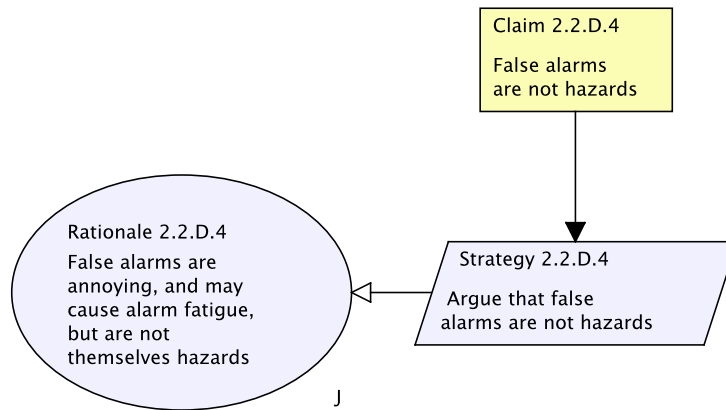 Claim 2.2.D.4
False alarms
are not hazards
Rationale 2.2.D.4
False alarms are
annoying, and may
cause alarm fatigue,
but are not
themselves hazards
Strategy 2.2.D.4
Argue that false
alarms are not hazards
J